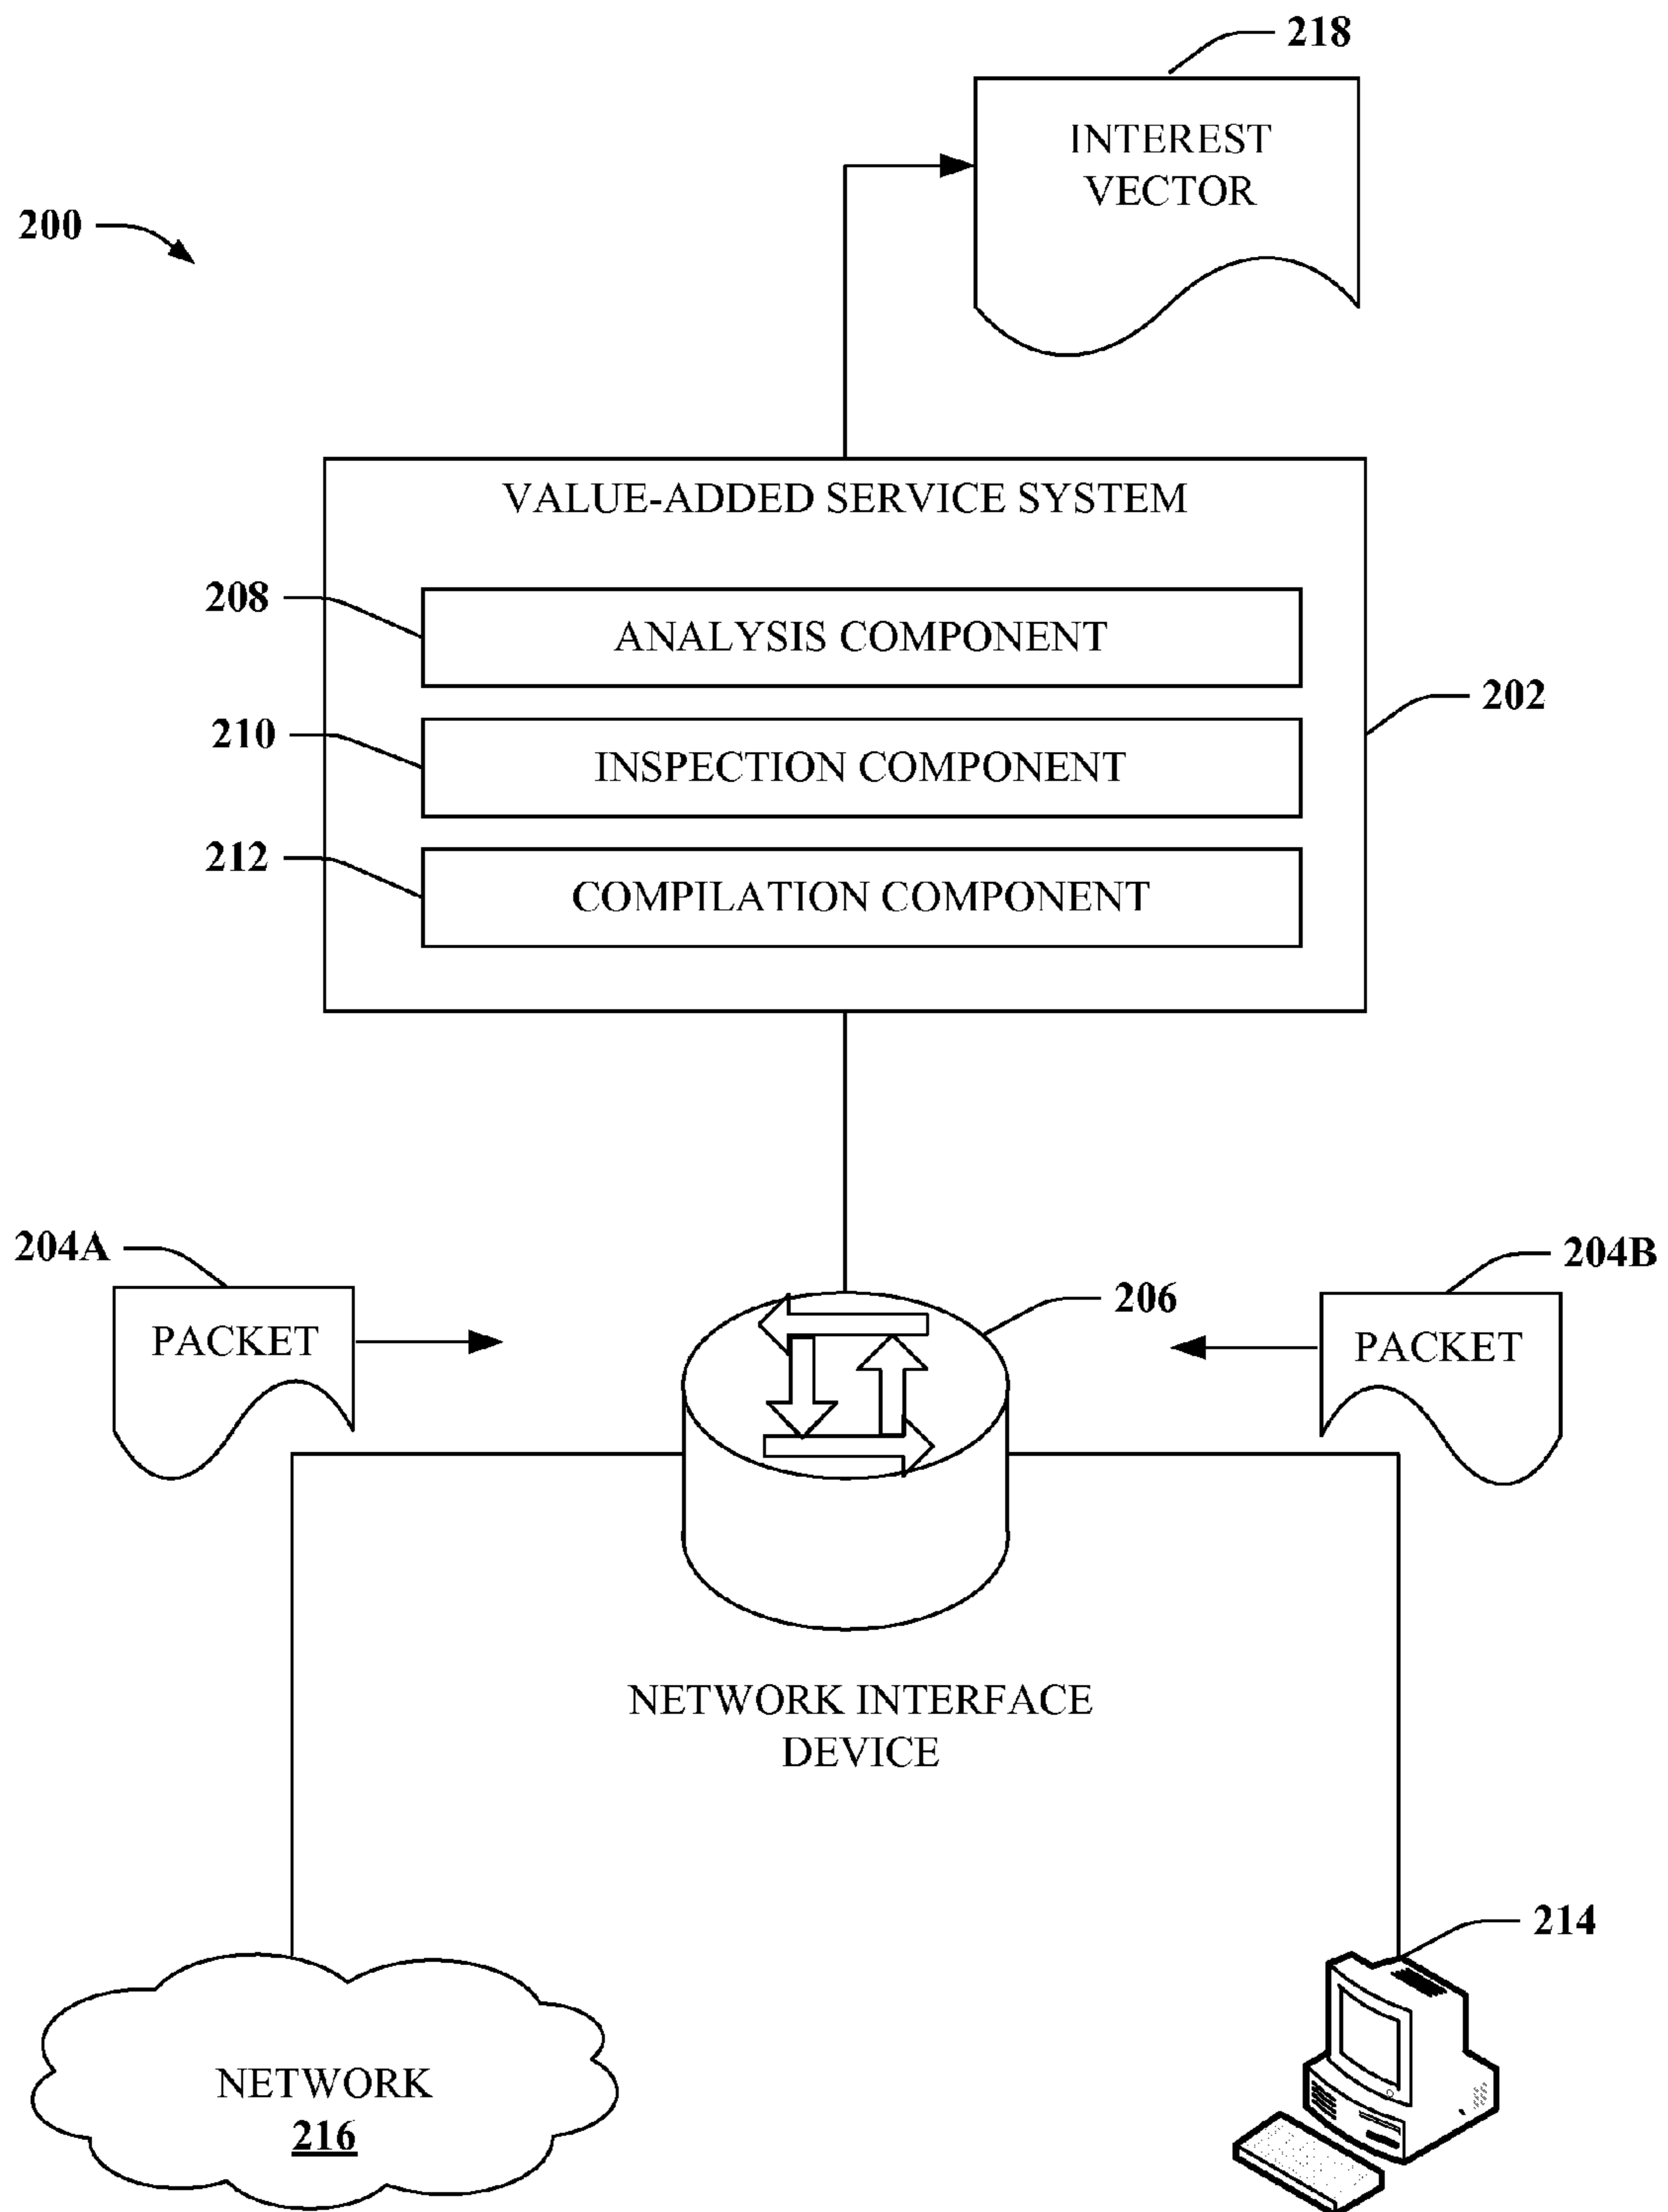 218
INTEREST
VECTOR
200
VALUE-ADDED SERVICE SYSTEM
208
ANALYSIS COMPONENT
202
210
INSPECTION COMPONENT
212
COMPILATION COMPONENT
204A
204B
206
PACKET
PACKET
NETWORK INTERFACE
DEVICE
214
NETWORK
216